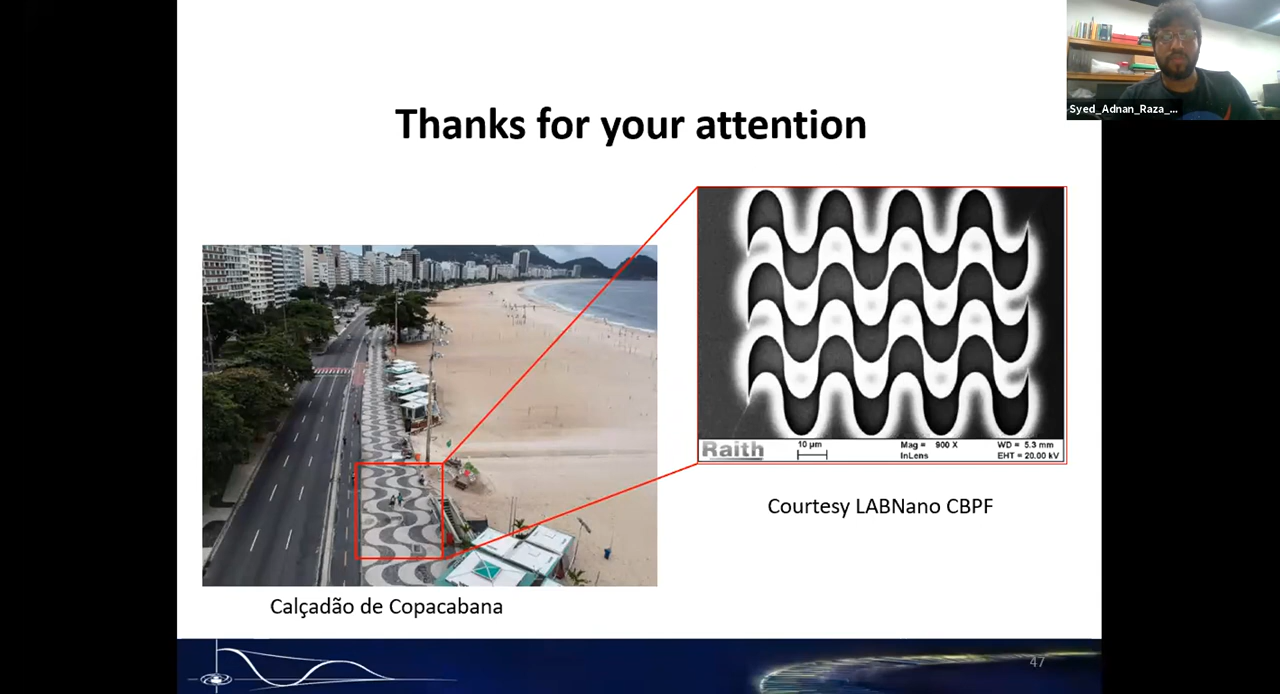 Syed_Adnan_Raza_...
Thanks for your attention
Raith
10 µm
Mag = 900 X
WD = 5.3 mm
InLens
EHT = 20.00 kV
Courtesy LABNano CBPF
Calçadão de Copacabana
47